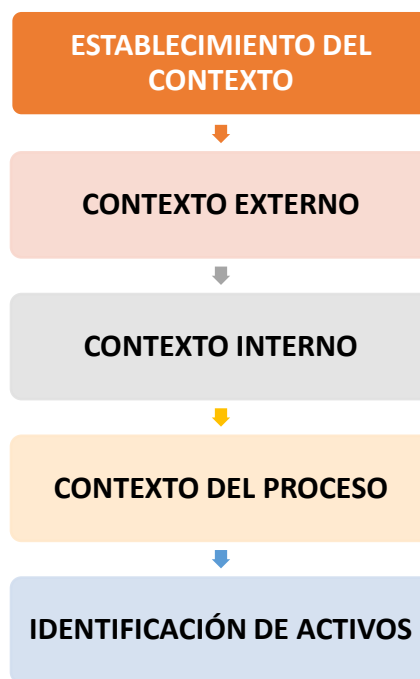 ESTABLECIMIENTO DEL
CONTEXTO
CONTEXTO EXTERNO
CONTEXTO INTERNO
CONTEXTO DEL PROCESO
IDENTIFICACIÓN DE ACTIVOS